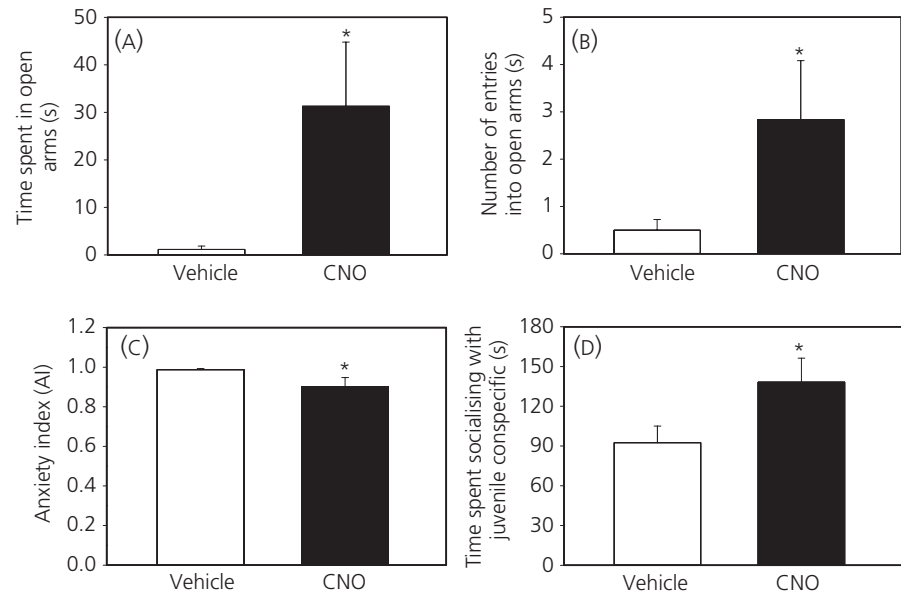 (A)
Time spent in open
arms (s)
50
40
30
20
10
0
*
Vehicle
CNO
(B)
Number of entries
into open arms (s)
5
4
3
2
1
0
*
Vehicle
CNO
(C)
Anxiety index (AI)
1.2
1.0
0.8
0.6
0.4
0.2
0.0
*
Vehicle
CNO
(D)
Time spent socialising with
juvenile conspecific (s)
180
150
120
90
60
30
0
*
Vehicle
CNO